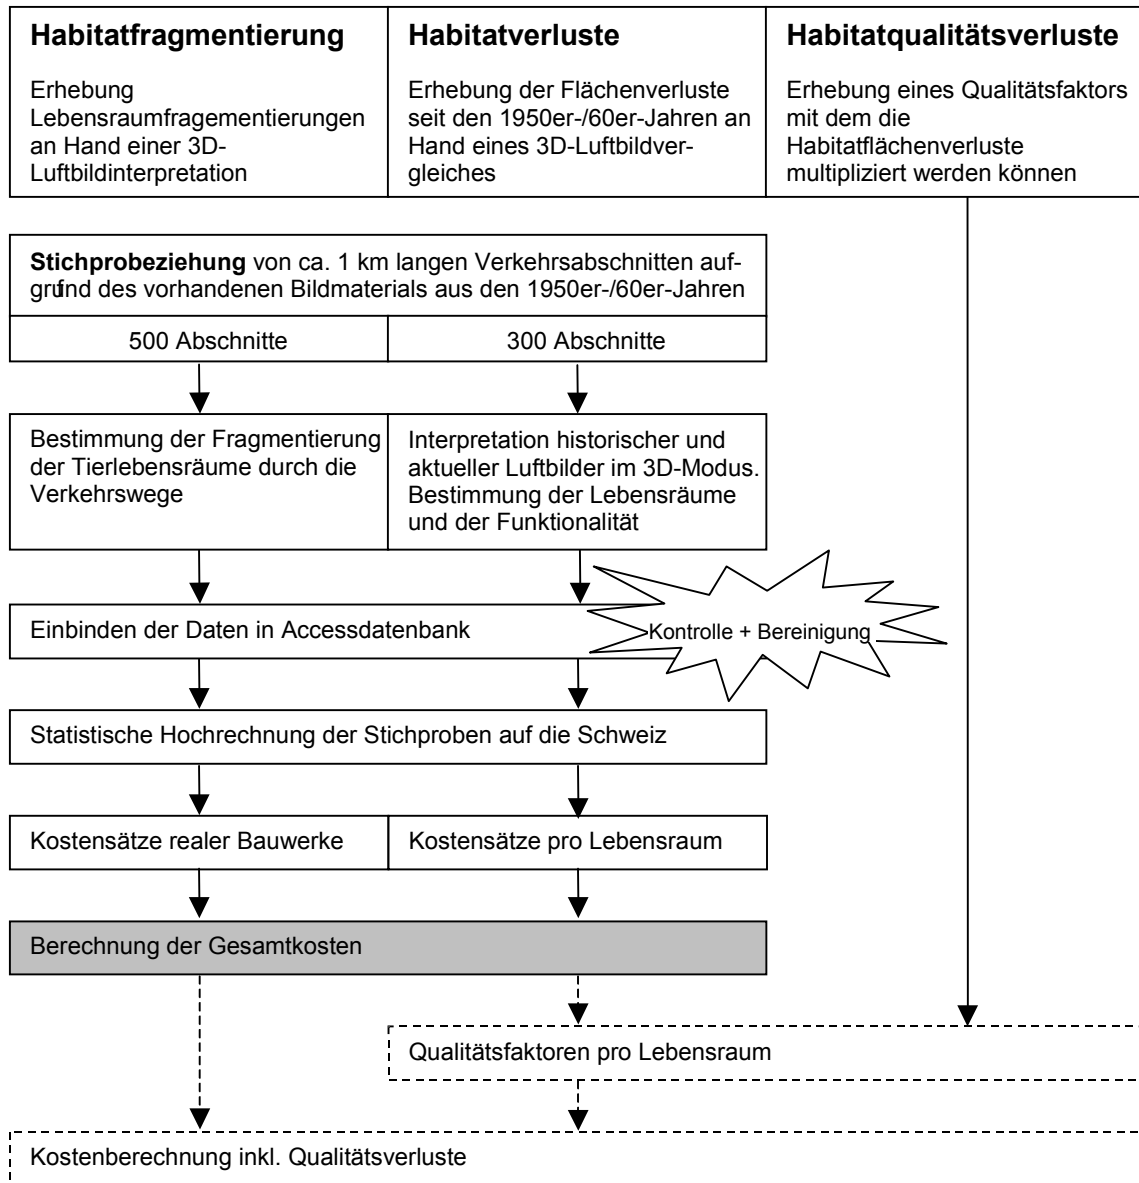 Habitatfragmentierung
Erhebung
Lebensraumfragementierungen
an Hand einer 3D-
Luftbildinterpretation
Habitatverluste
Erhebung der Flächenverluste
seit den 1950er-/60er-Jahren an
Hand eines 3D-Luftbildver-
gleiches
Habitatqualitätsverluste
Erhebung eines Qualitätsfaktors
mit dem die
Habitatflächenverluste
multipliziert werden können
Stichprobeziehung von ca. 1 km langen Verkehrsabschnitten auf-
grund des vorhandenen Bildmaterials aus den 1950er-/60er-Jahren
500 Abschnitte
300 Abschnitte
Bestimmung der Fragmentierung
der Tierlebensräume durch die
Verkehrswege
Interpretation historischer und
aktueller Luftbilder im 3D-Modus.
Bestimmung der Lebensräume
und der Funktionalität
Einbinden der Daten in Accessdatenbank
Kontrolle + Bereinigung
Statistische Hochrechnung der Stichproben auf die Schweiz
Kostensätze realer Bauwerke
Kostensätze pro Lebensraum
Berechnung der Gesamtkosten
Qualitätsfaktoren pro Lebensraum
Kostenberechnung inkl. Qualitätsverluste